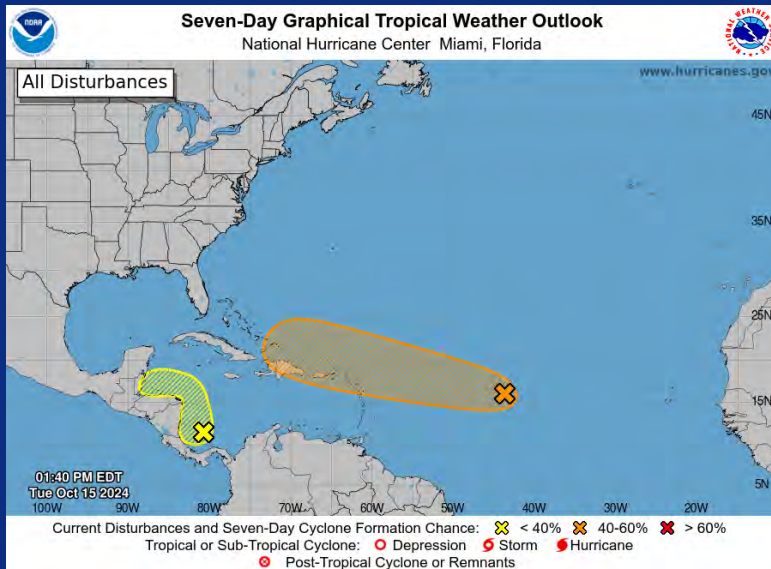 Seven-Day Graphical Tropical Weather Outlook
National Hurricane Center Miami, Florida
NOAA
All Disturbances
www.hurricanes.gov
45N
35N
25N
15N
5N
01:40 PM EDT
Tue Oct 15 2024
100W 90W 80W 70W 60W 50W 40W 30W 20W
Current Disturbances and Seven-Day Cyclone Formation Chance: < 40% 40-60% > 60%
Tropical or Sub-Tropical Cyclone: Depression Storm Hurricane
Post-Tropical Cyclone or Remnants